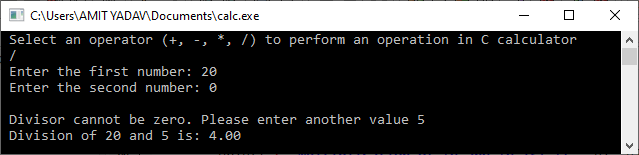 C:\Users\AMIT YADAV\Documents\calc.exe
Select an operator (+, -, *, /) to perform an operation in C calculator
/
Enter the first number: 20
Enter the second number: 0
Divisor cannot be zero. Please enter another value 5
Division of 20 and 5 is: 4.00